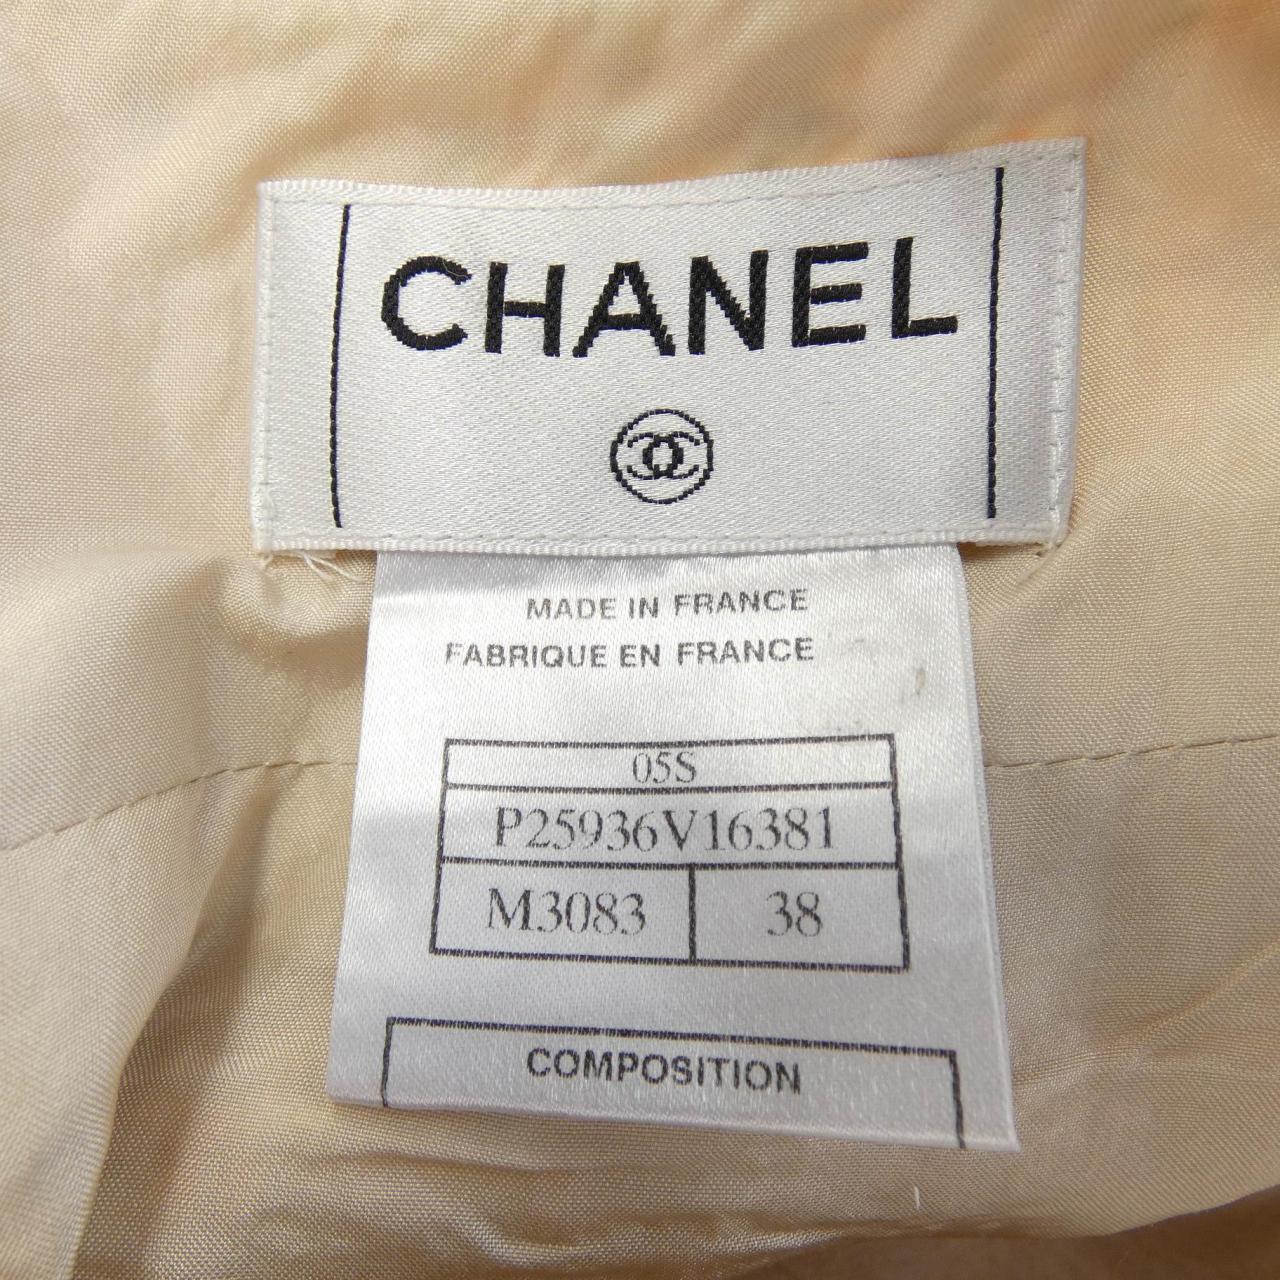 CHANEL
MADE IN FRANCE
FABRIQUE EN FRANCE
05S
P25936V16381
M3083 38
COMPOSITION